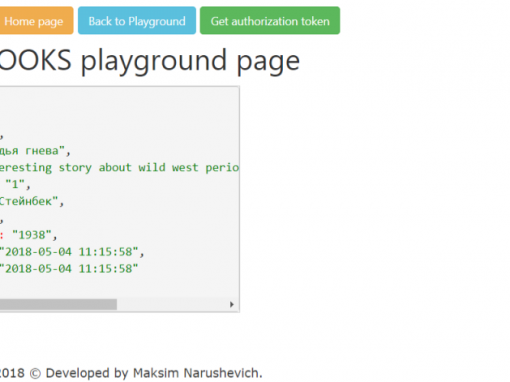 Home page
Back to Playground
Get authorization token
OOKS playground page
,
дья гнева",
eresting story about wild west perio
"1",
Стейнбек",
,
: "1938",
"2018-05-04 11:15:58",
"2018-05-04 11:15:58"
2018 © Developed by Maksim Narushevich.